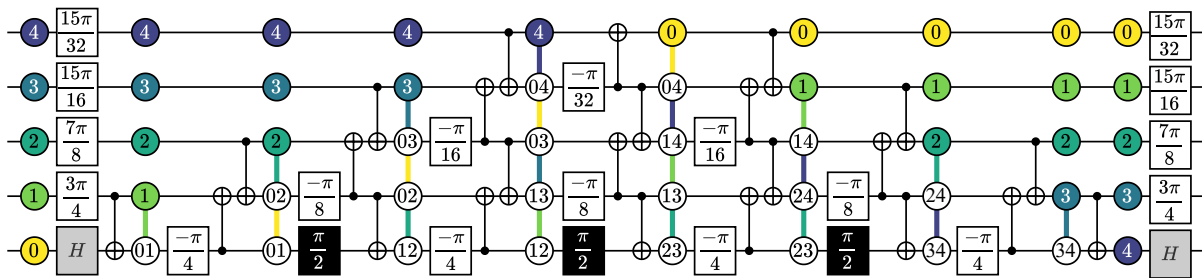 4 15π/32 4 4 4 4 0 0 0 0 15π/32
3 15π/16 3 3 3 04 -π/32 04 1 1 1 1 15π/16
2 7π/8 2 2 03 -π/16 03 14 -π/16 14 2 2 2 7π/8
1 3π/4 1 02 -π/8 02 13 -π/8 13 24 -π/8 24 3 3 3π/4
0 H 01 -π/4 01 π/2 12 -π/4 12 π/2 23 -π/4 23 π/2 34 -π/4 34 4 H